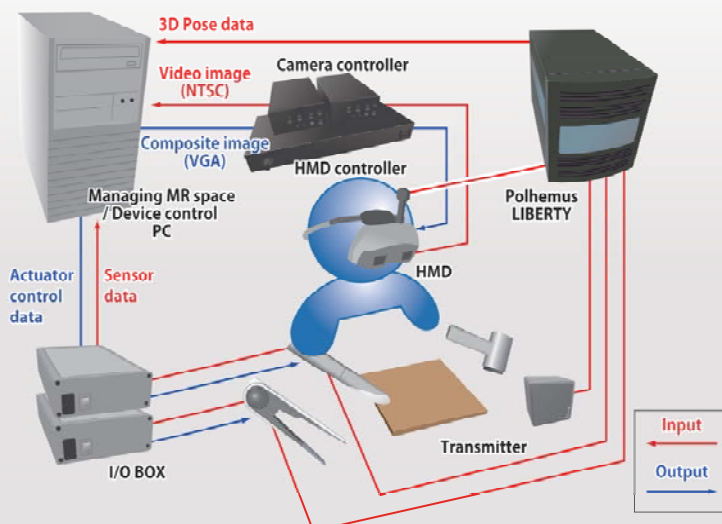 3D Pose data
Camera controller
Video image
(NTSC)
Composite image
(VGA)
HMD controller
Polhemus
LIBERTY
Managing MR space
/ Device control
PC
HMD
Actuator
control
data
Sensor
data
Transmitter
I/O BOX
Input
Output